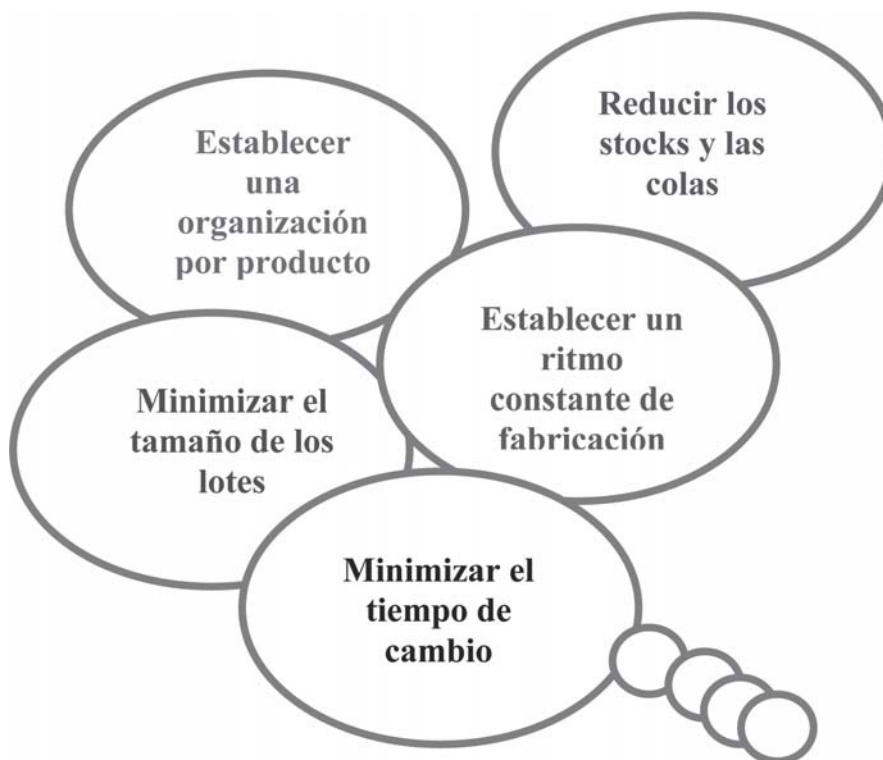 Establecer
una
organización
por producto
Reducir los
stocks y las
colas
Minimizar el
tamaño de los
lotes
Establecer un
ritmo
constante de
fabricación
Minimizar el
tiempo de
cambio